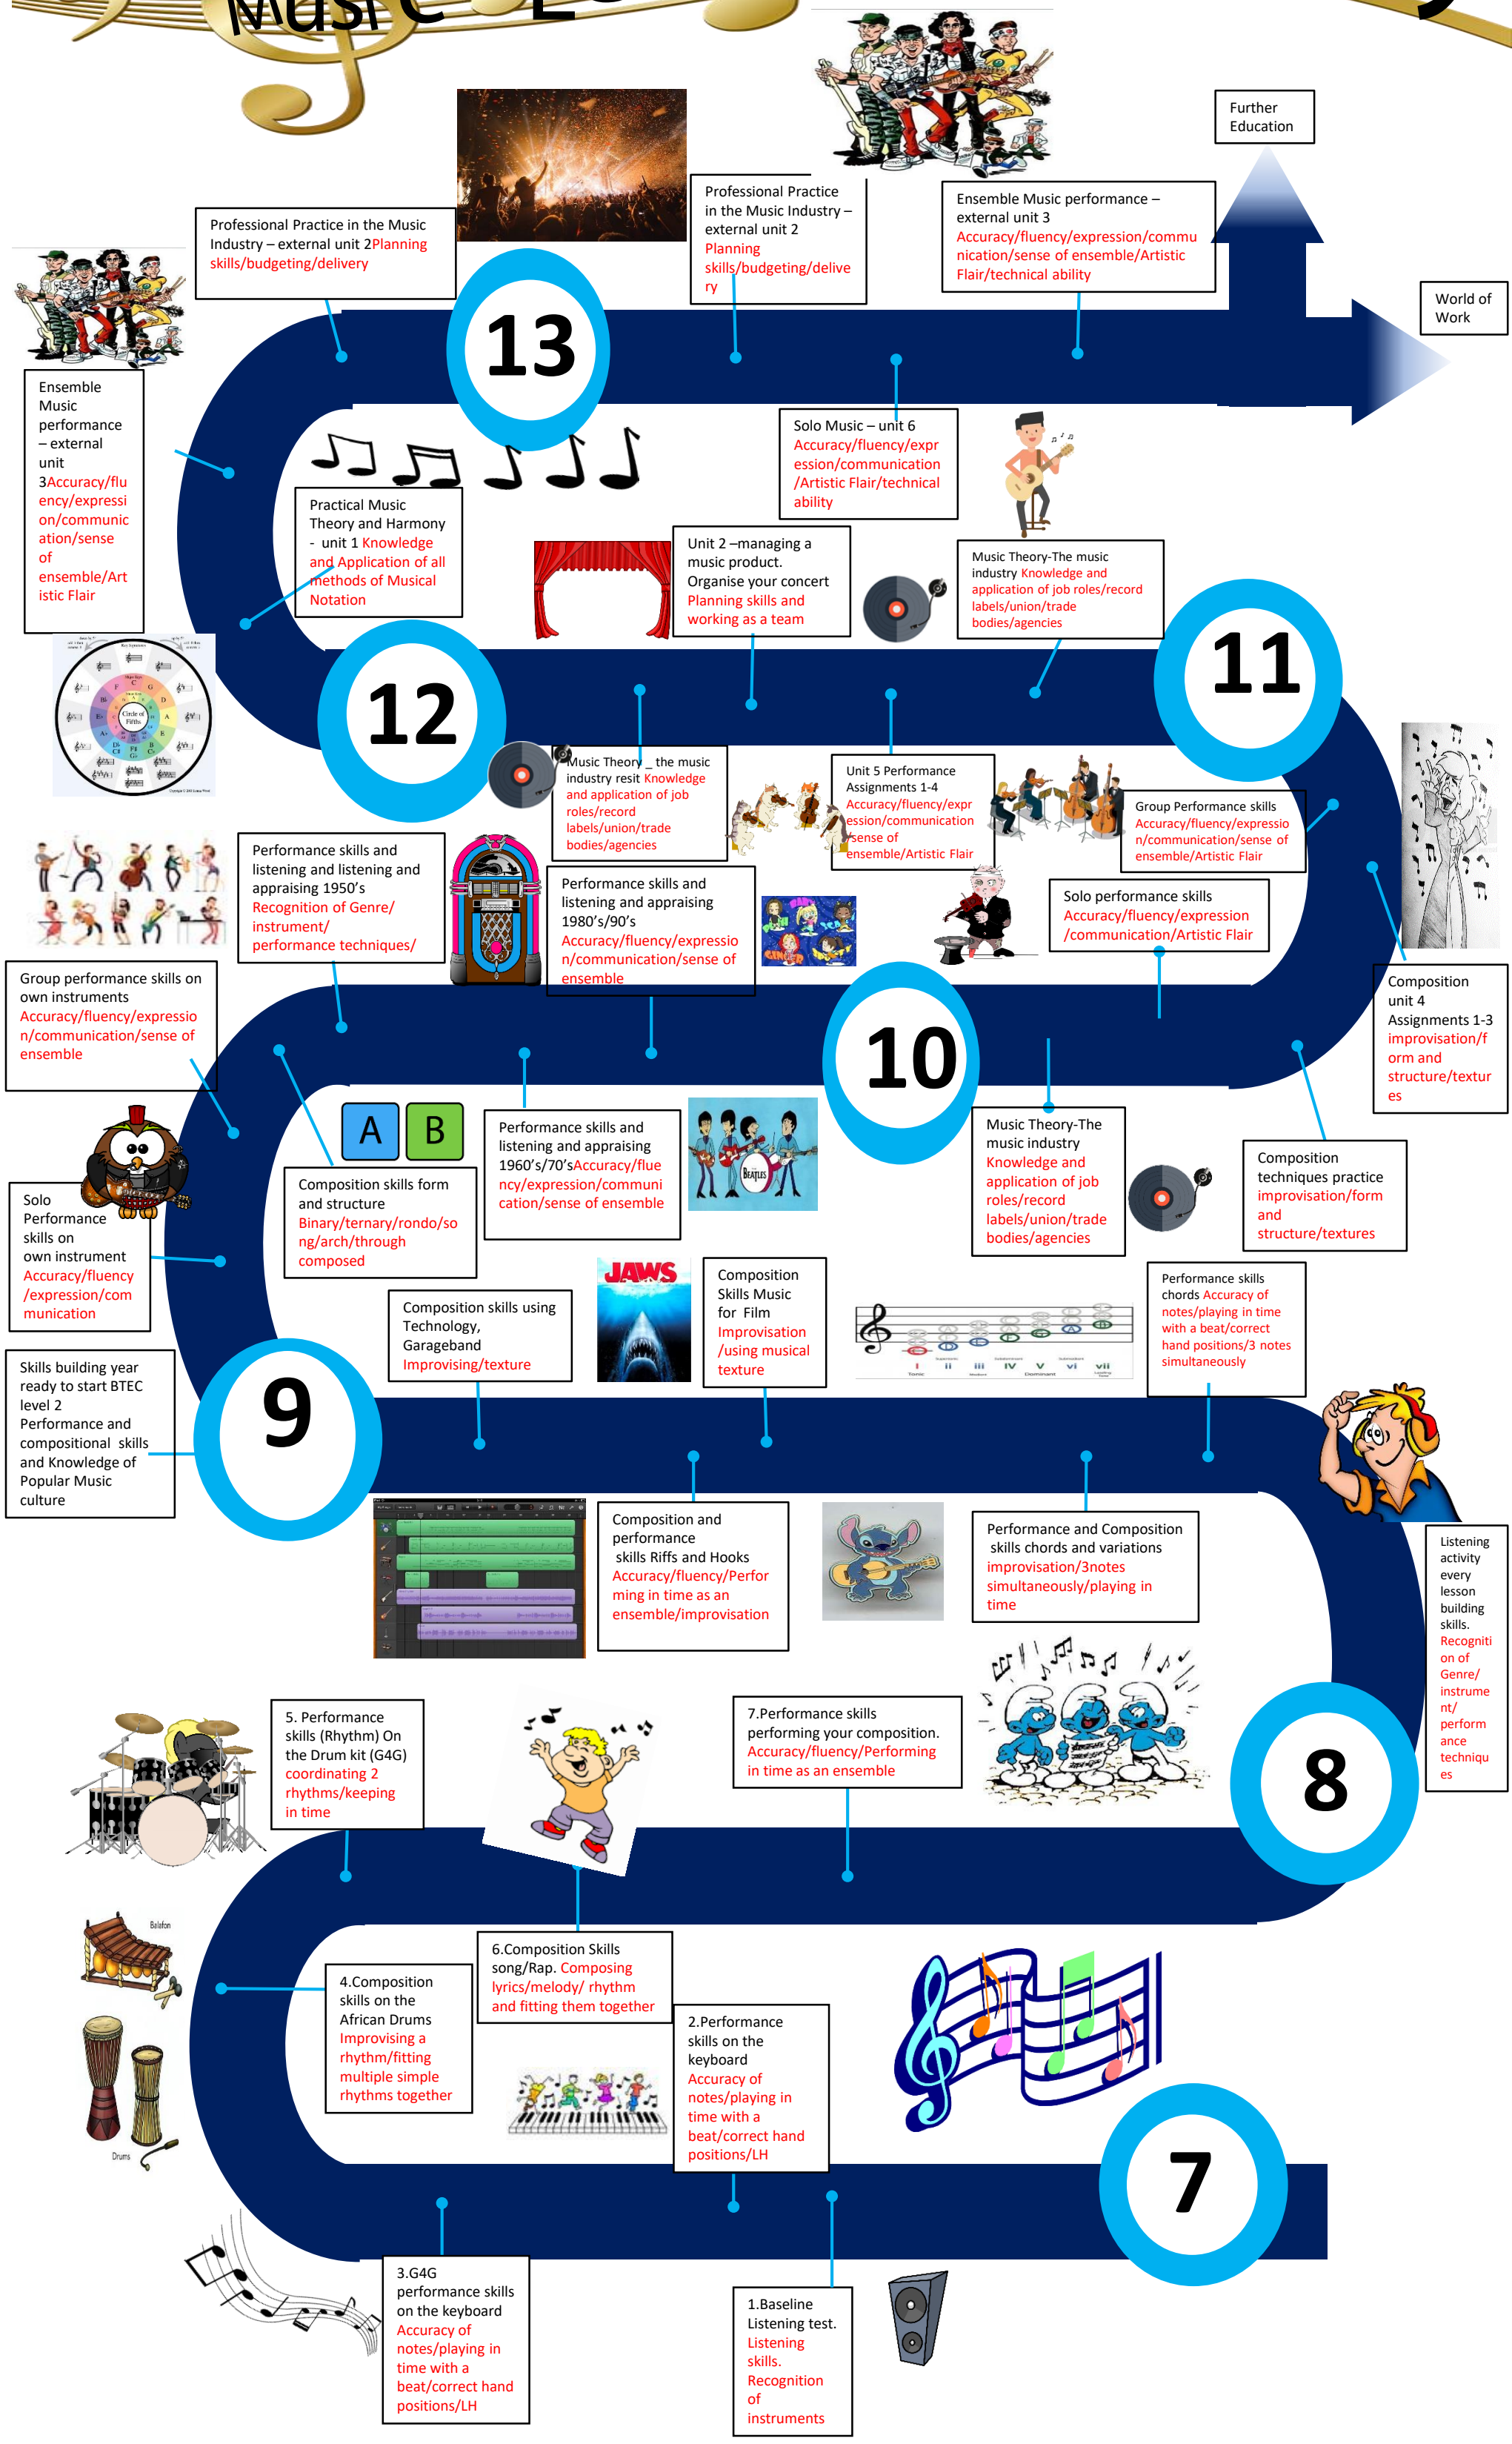 Music
Further
Education
Professional Practice
in the Music Industry –
external unit 2
Planning
skills/budgeting/delive
ry
Ensemble Music performance –
external unit 3
Accuracy/fluency/expression/commu
nication/sense of ensemble/Artistic
Flair/technical ability
Professional Practice in the Music
Industry – external unit 2Planning
skills/budgeting/delivery
World of
Work
13
Ensemble
Music
performance
– external
unit
3Accuracy/flu
ency/expressi
on/communic
ation/sense
of
ensemble/Art
istic Flair
Solo Music – unit 6
Accuracy/fluency/expr
ession/communication
/Artistic Flair/technical
ability
Practical Music
Theory and Harmony
- unit 1 Knowledge
and Application of all
methods of Musical
Notation
Unit 2 –managing a
music product.
Organise your concert
Planning skills and
working as a team
Music Theory-The music
industry Knowledge and
application of job roles/record
labels/union/trade
bodies/agencies
11
12
Circle of
Fifths
Music Theory _ the music
industry resit Knowledge
and application of job
roles/record
labels/union/trade
bodies/agencies
Unit 5 Performance
Assignments 1-4
Accuracy/fluency/expr
ession/communication
/sense of
ensemble/Artistic Flair
Group Performance skills
Accuracy/fluency/expressio
n/communication/sense of
ensemble/Artistic Flair
Performance skills and
listening and listening and
appraising 1950's
Recognition of Genre/
instrument/
performance techniques/
Performance skills and
listening and appraising
1980's/90's
Accuracy/fluency/expressio
n/communication/sense of
ensemble
Solo performance skills
Accuracy/fluency/expression
/communication/Artistic Flair
Group performance skills on
own instruments
Accuracy/fluency/expressio
n/communication/sense of
ensemble
Composition
unit 4
Assignments 1-3
improvisation/f
orm and
structure/textur
es
10
A B
Performance skills and
listening and appraising
1960's/70'sAccuracy/flue
ncy/expression/communi
cation/sense of ensemble
BEATLES
Music Theory-The
music industry
Knowledge and
application of job
roles/record
labels/union/trade
bodies/agencies
Composition
techniques practice
improvisation/form
and
structure/textures
Composition skills form
and structure
Binary/ternary/rondo/so
ng/arch/through
composed
Solo
Performance
skills on
own instrument
Accuracy/fluency
/expression/com
munication
JAWS
Composition
Skills Music
for Film
Improvisation
/using musical
texture
Performance skills
chords Accuracy of
notes/playing in time
with a beat/correct
hand positions/3 notes
simultaneously
I ii iii IV V vi vii
Composition skills using
Technology,
Garageband
Improvising/texture
Skills building year
ready to start BTEC
level 2
Performance and
compositional skills
and Knowledge of
Popular Music
culture
9
Composition and
performance
skills Riffs and Hooks
Accuracy/fluency/Perfor
ming in time as an
ensemble/improvisation
Performance and Composition
skills chords and variations
improvisation/3notes
simultaneously/playing in
time
Listening
activity
every
lesson
building
skills.
Recogniti
on of
Genre/
instrume
nt/
perform
ance
techniqu
es
5. Performance
skills (Rhythm) On
the Drum kit (G4G)
coordinating 2
rhythms/keeping
in time
7.Performance skills
performing your composition.
Accuracy/fluency/Performing
in time as an ensemble
8
Balafon
6.Composition Skills
song/Rap. Composing
lyrics/melody/ rhythm
and fitting them together
4.Composition
skills on the
African Drums
Improvising a
rhythm/fitting
multiple simple
rhythms together
Drums
2.Performance
skills on the
keyboard
Accuracy of
notes/playing in
time with a
beat/correct hand
positions/LH
7
3.G4G
performance skills
on the keyboard
Accuracy of
notes/playing in
time with a
beat/correct hand
positions/LH
1.Baseline
Listening test.
Listening
skills.
Recognition
of
instruments